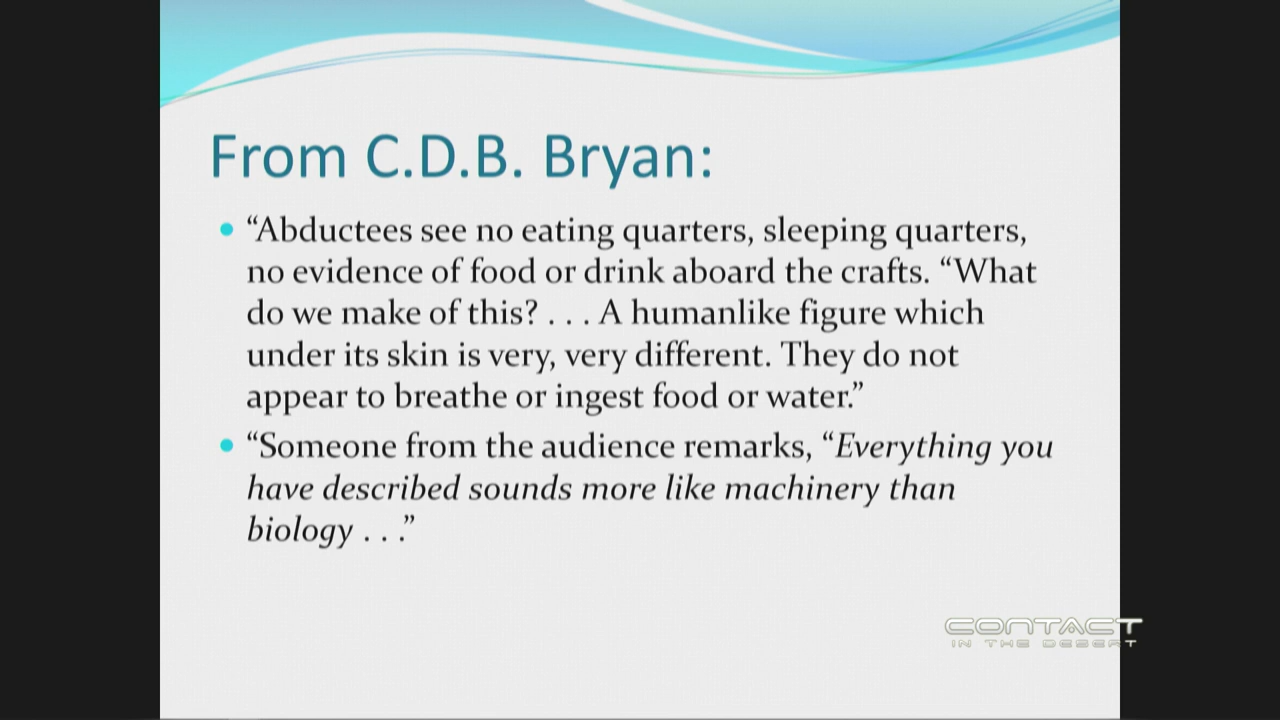 From C.D.B. Bryan:
“Abductees see no eating quarters, sleeping quarters,
no evidence of food or drink aboard the crafts. “What
do we make of this? . . . A humanlike figure which
under its skin is very, very different. They do not
appear to breathe or ingest food or water.”
“Someone from the audience remarks, “Everything you
have described sounds more like machinery than
biology . . .”
CONTACT
IN THE DESERT